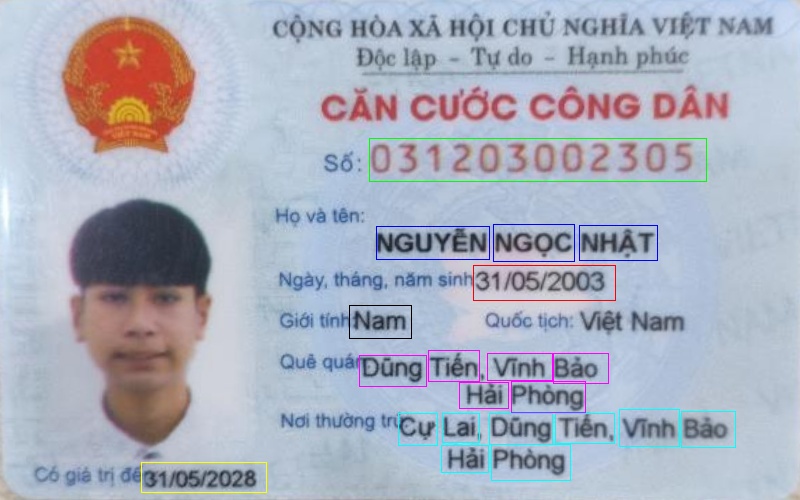 CỘNG HÒA XÃ HỘI CHỦ NGHĨA VIỆT NAM
Độc lập - Tự do - Hạnh phúc
CĂN CƯỚC CÔNG DÂN
Số: 031203002305
Họ và tên:
NGUYỄN NGỌC NHẬT
Ngày, tháng, năm sinh 31/05/2003
Giới tính: Nam Quốc tịch: Việt Nam
Quê quán Dũng Tiến, Vĩnh Bảo
Hải Phòng
Nơi thường trú Cự Lai, Dũng Tiến, Vĩnh Bảo
Hải Phòng
Có giá trị đế 31/05/2028